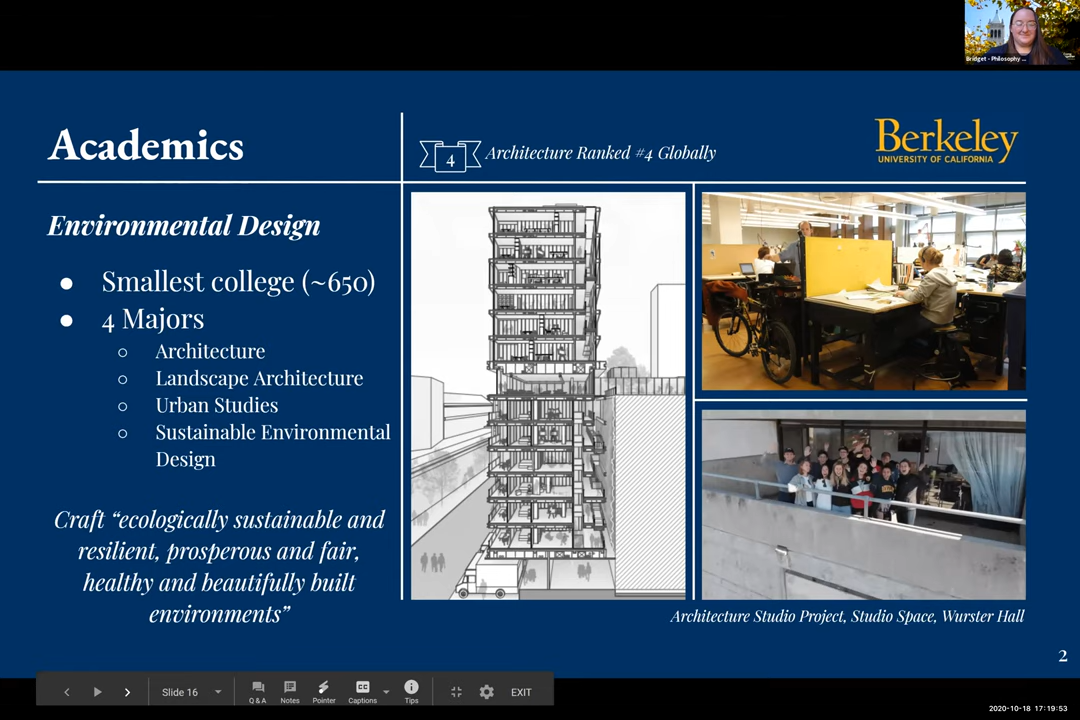 Bridget - Philosophy ...
Academics
4
Architecture Ranked #4 Globally
Berkeley
UNIVERSITY OF CALIFORNIA
Environmental Design
● Smallest college (~650)
● 4 Majors
○ Architecture
○ Landscape Architecture
○ Urban Studies
○ Sustainable Environmental
Design
Craft “ecologically sustainable and
resilient, prosperous and fair,
healthy and beautifully built
environments”
Architecture Studio Project, Studio Space, Wurster Hall
2
Slide 16
Q & A
Notes
Pointer
Captions
Tips
EXIT
2020-10-18 17:19:53